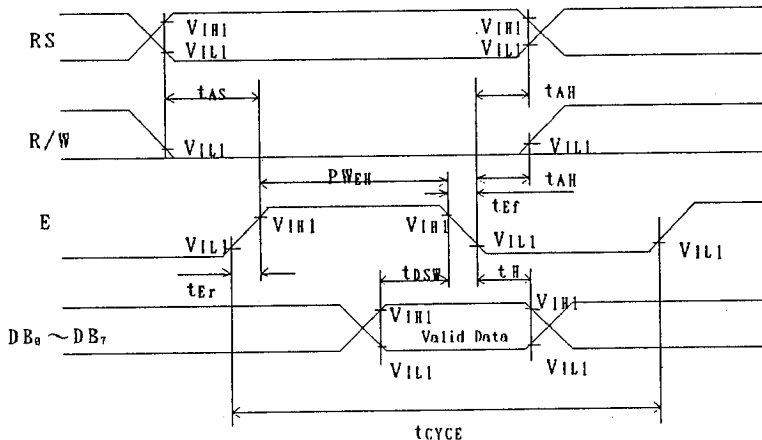 RS
VIH1
VIH1
VIL1
VIL1
tAS
tAH
R/W
VIL1
VIL1
PWEH
tAH
tEf
E
VIH1
VIH1
VIL1
VIL1
VIL1
tEr
tDSW
tH
VIH1
VIH1
DB0～DB7
Valid Data
VIL1
VIL1
tCYCE